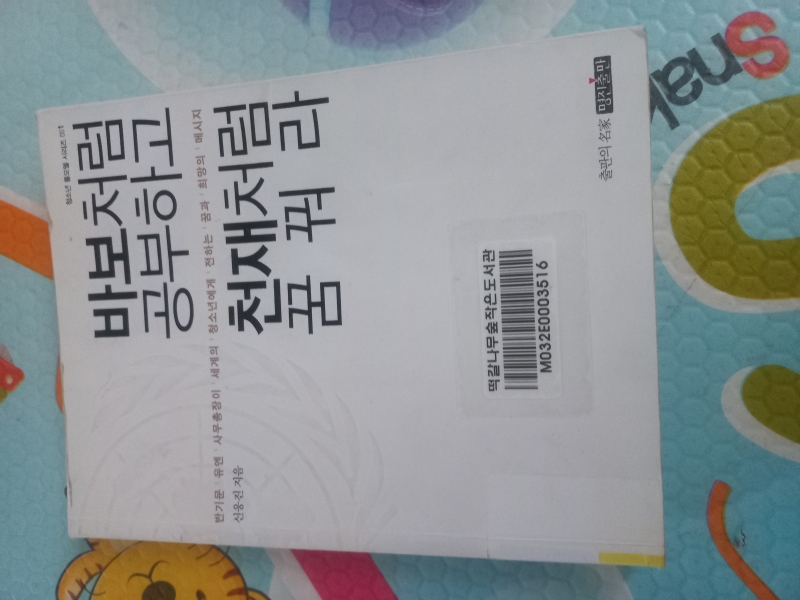 청소년 롤모델 시리즈 001
바보처럼
공부하고
천재처럼
꿈 꿔 라
반기문 유엔 사무총장이 세계의 청소년에게 전하는 꿈과 희망의 메시지
신웅진 지음
떡갈나무숲작은도서관
M032E0003516
출판의 名家 명진출판
Snak